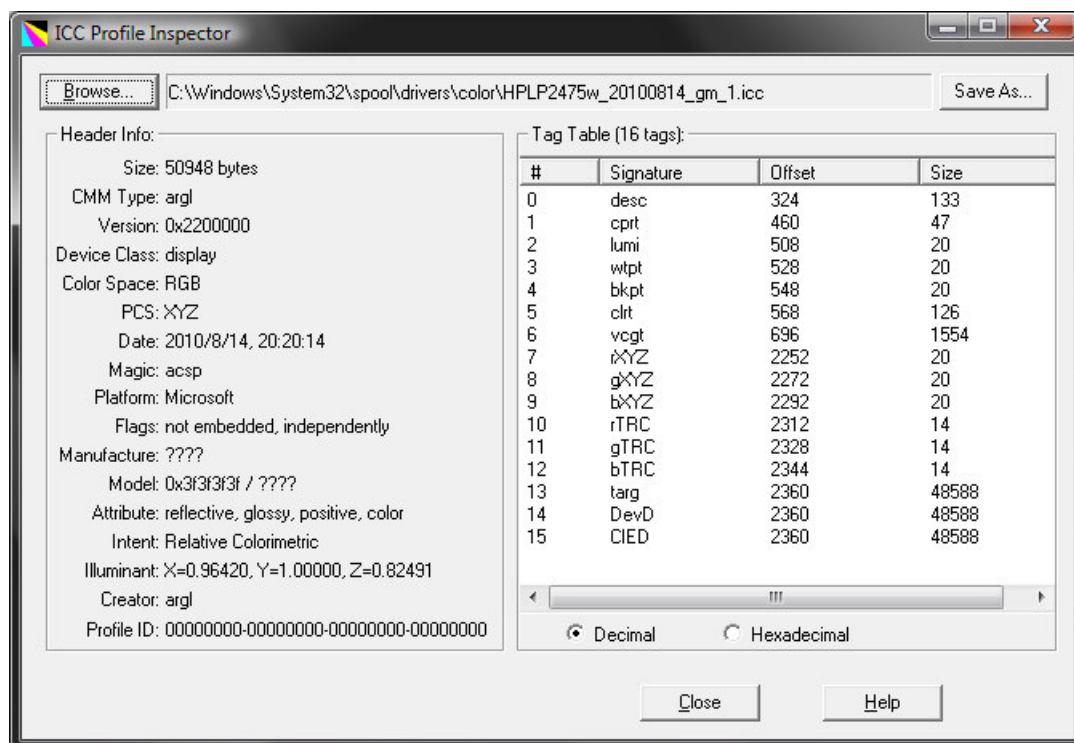 ICC Profile Inspector
Browse... C:\Windows\System32\spool\drivers\color\HPLP2475w_20100814_gm_1.icc Save As...
Header Info:
Size: 50948 bytes
CMM Type: argl
Version: 0x2200000
Device Class: display
Color Space: RGB
PCS: XYZ
Date: 2010/8/14, 20:20:14
Magic: acsp
Platform: Microsoft
Flags: not embedded, independently
Manufacture: ????
Model: 0x3f3f3f3f / ????
Attribute: reflective, glossy, positive, color
Intent: Relative Colorimetric
Illuminant: X=0.96420, Y=1.00000, Z=0.82491
Creator: argl
Profile ID: 00000000-00000000-00000000-00000000
Tag Table (16 tags):
# Signature Offset Size
0 desc 324 133
1 cprt 460 47
2 lumi 508 20
3 wtpt 528 20
4 bkpt 548 20
5 clrt 568 126
6 vcgt 696 1554
7 rXYZ 2252 20
8 gXYZ 2272 20
9 bXYZ 2292 20
10 rTRC 2312 14
11 gTRC 2328 14
12 bTRC 2344 14
13 targ 2360 48588
14 DevD 2360 48588
15 CIED 2360 48588
Decimal Hexadecimal
Close Help